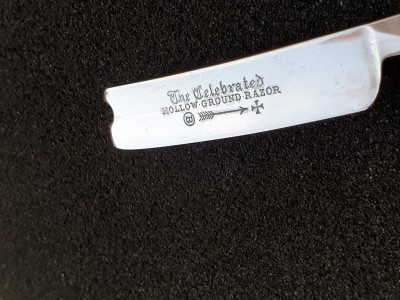 The Celebrated
HOLLOW·GROUND·RAZOR
B